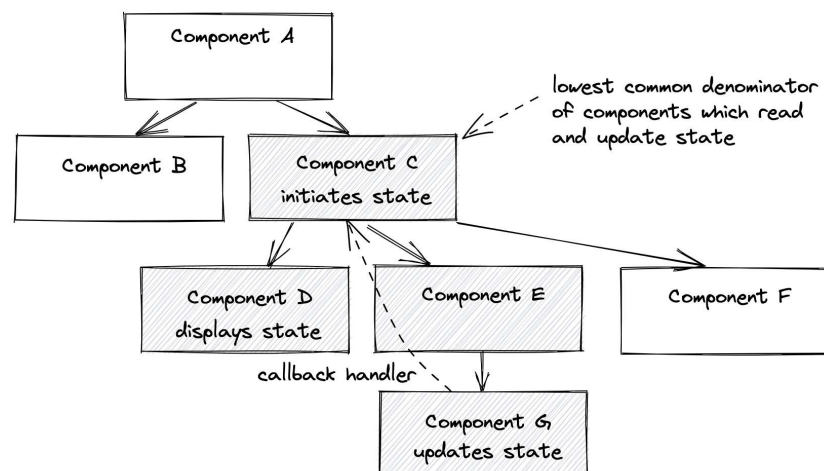 Component A
lowest common denominator
of components which read
and update state
Component B
Component C
initiates state
Component D
displays state
Component E
Component F
callback handler
Component G
updates state